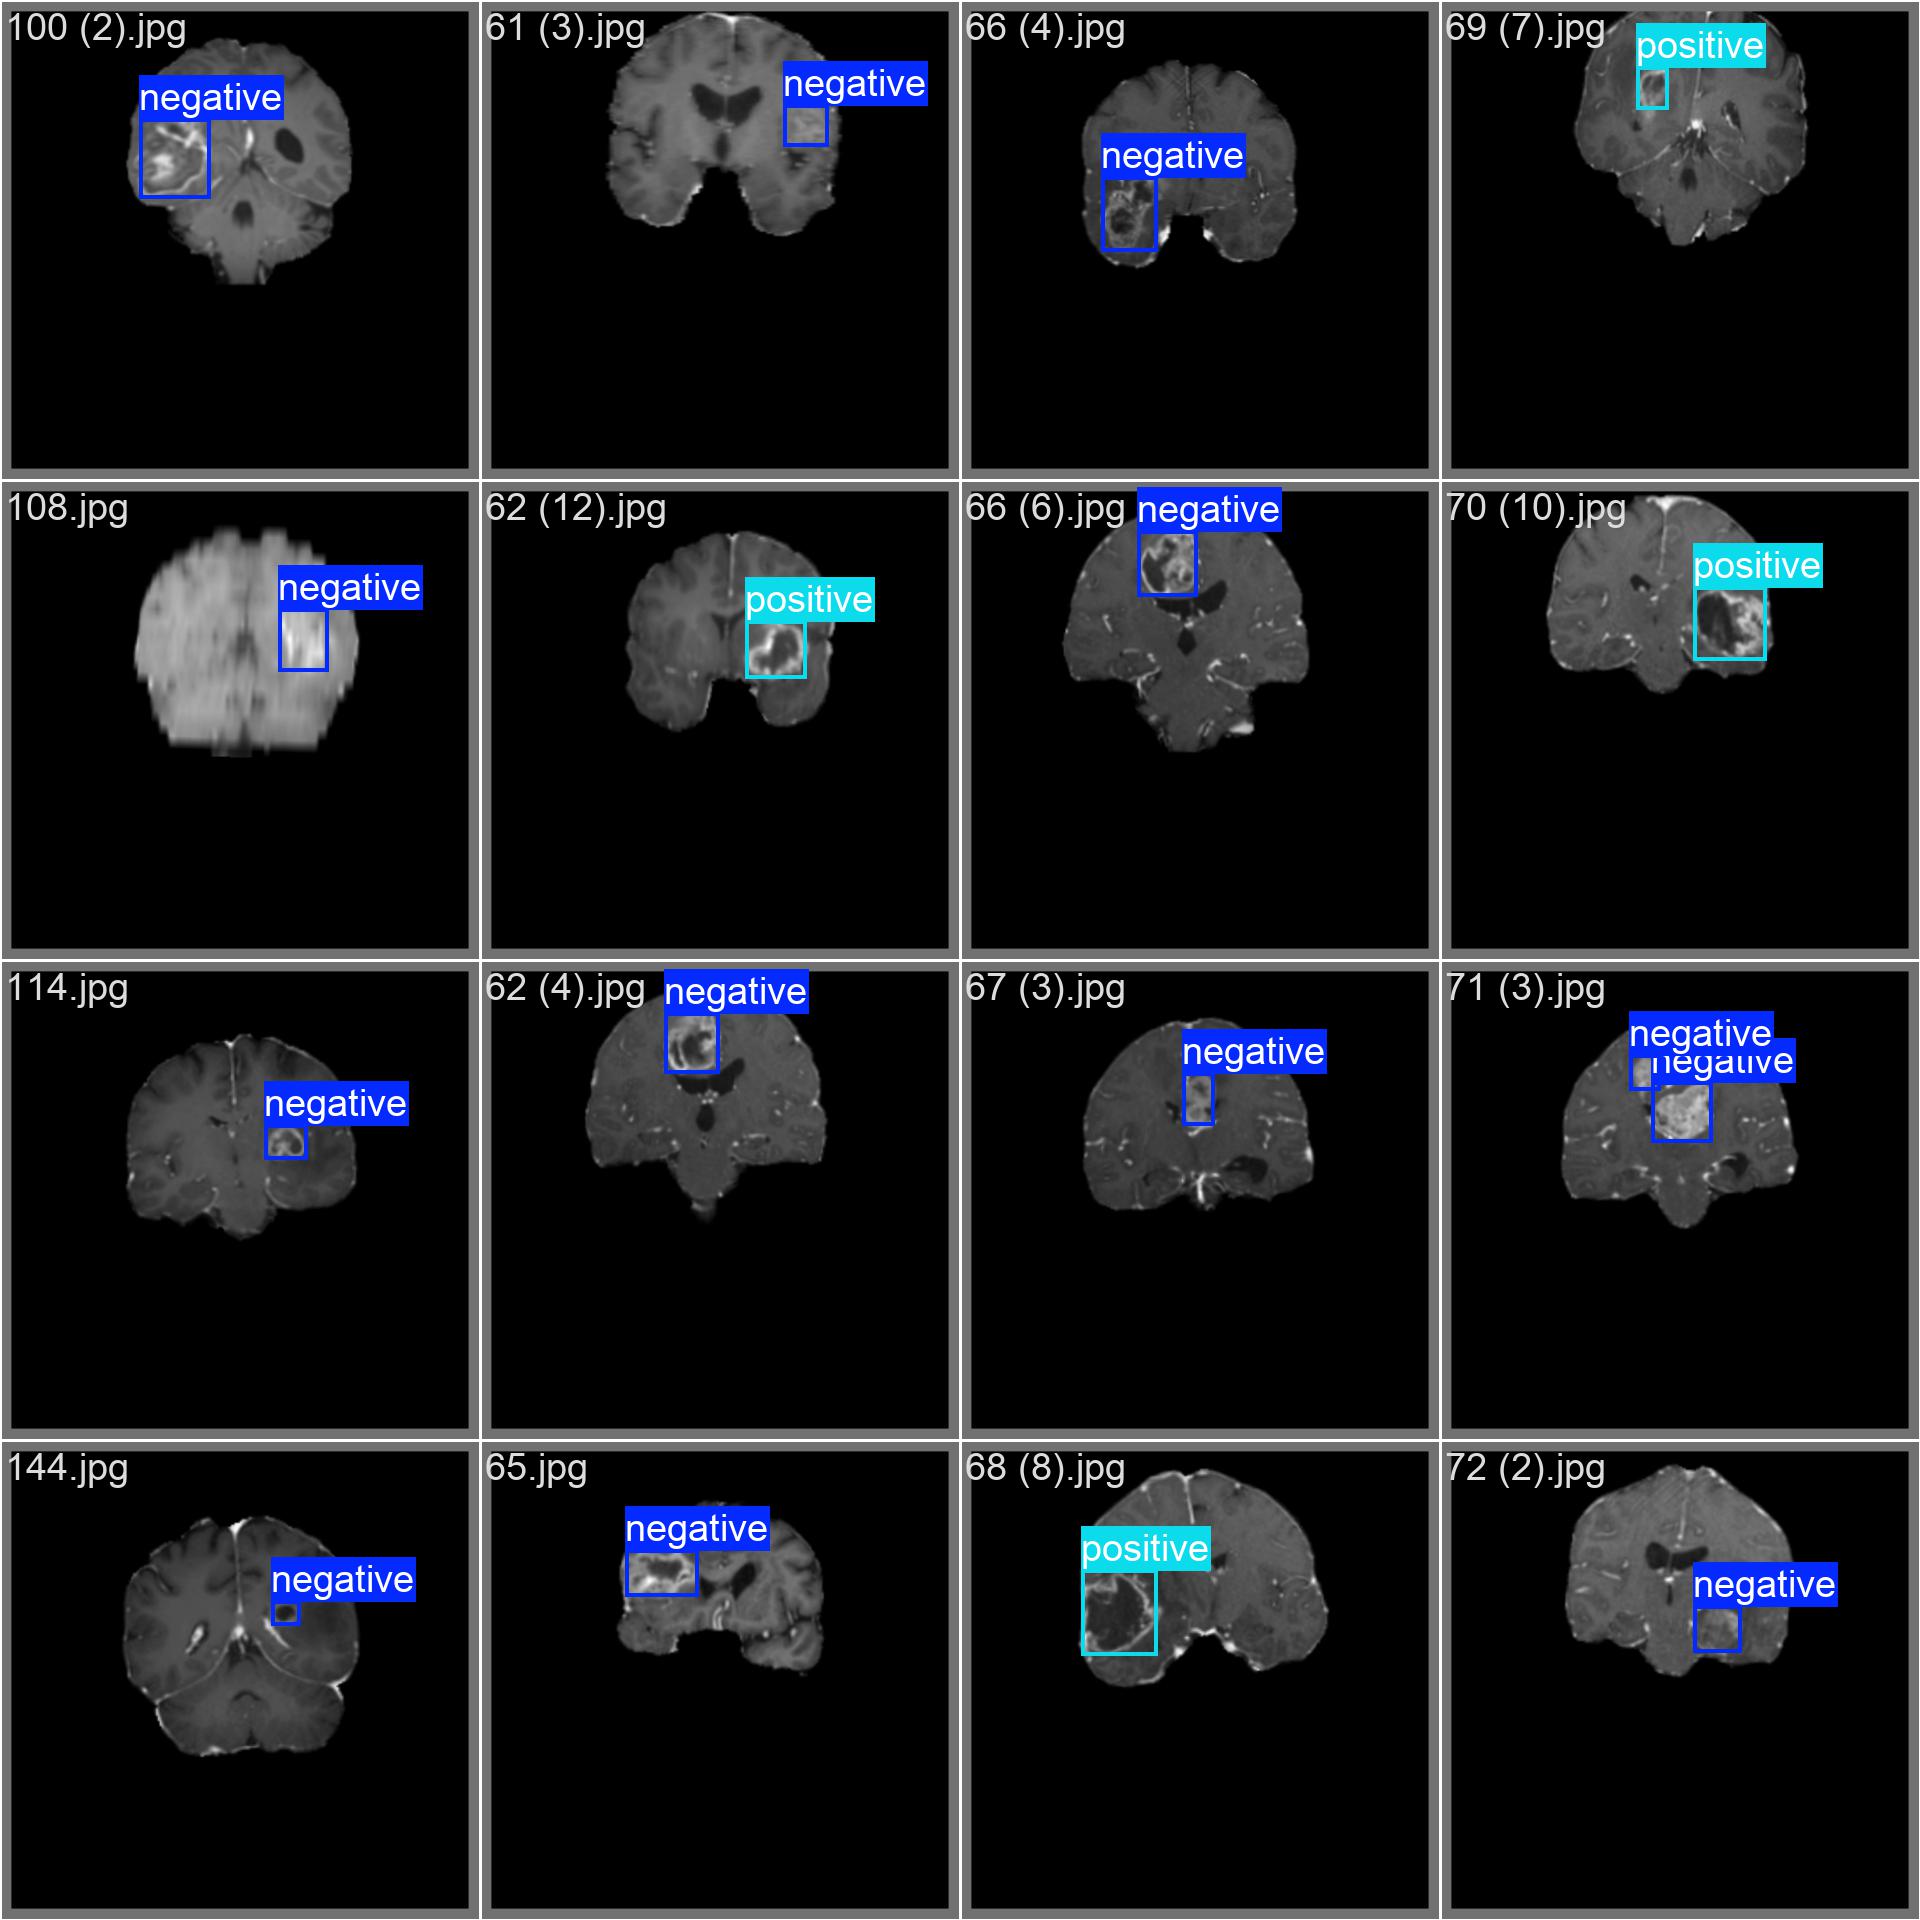 100 (2).jpg
negative
61 (3).jpg
negative
66 (4).jpg
negative
69 (7).jpg
positive
108.jpg
negative
62 (12).jpg
positive
66 (6).jpg
negative
70 (10).jpg
positive
114.jpg
negative
62 (4).jpg
negative
67 (3).jpg
negative
71 (3).jpg
negative
negative
144.jpg
negative
65.jpg
negative
68 (8).jpg
positive
72 (2).jpg
negative